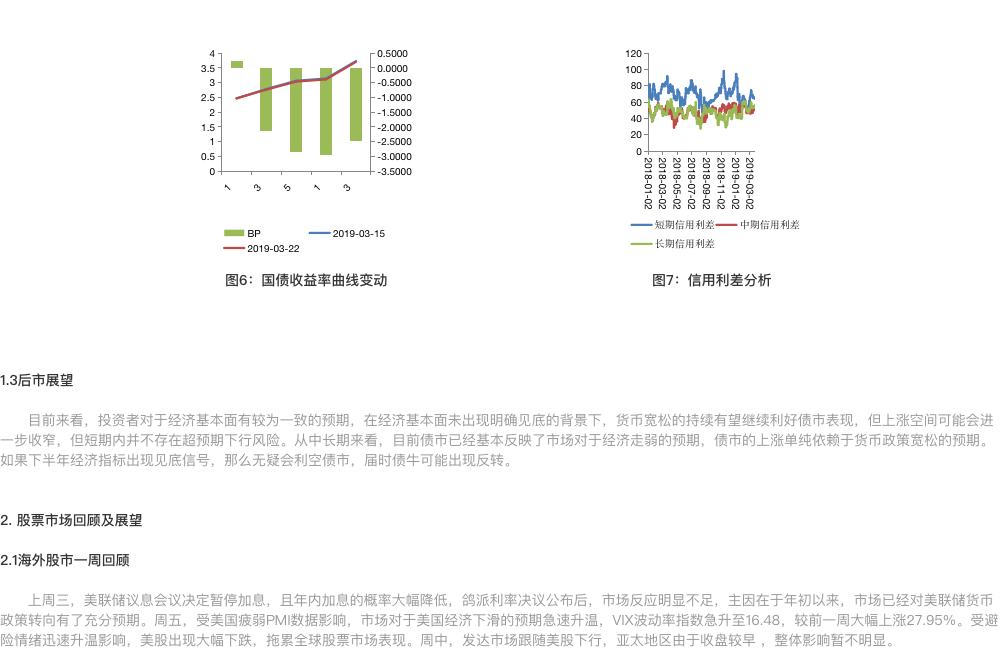 4
3.5
3
2.5
2
1.5
1
0.5
0
0.5000
0.0000
-0.5000
-1.0000
-1.5000
-2.0000
-2.5000
-3.0000
-3.5000
1 3 5 1 3
BP 2019-03-15
2019-03-22
图6：国债收益率曲线变动
120
100
80
60
40
20
0
2018-01-02
2018-03-02
2018-05-02
2018-07-02
2018-09-02
2018-11-02
2019-01-02
2019-03-02
短期信用利差 中期信用利差
长期信用利差
图7：信用利差分析
1.3后市展望
目前来看，投资者对于经济基本面有较为一致的预期，在经济基本面未出现明确见底的背景下，货币宽松的持续有望继续利好债市表现，但上涨空间可能会进
一步收窄，但短期内并不存在超预期下行风险。从中长期来看，目前债市已经基本反映了市场对于经济走弱的预期，债市的上涨单纯依赖于货币政策宽松的预期。
如果下半年经济指标出现见底信号，那么无疑会利空债市，届时债牛可能出现反转。
2. 股票市场回顾及展望
2.1海外股市一周回顾
上周三，美联储议息会议决定暂停加息，且年内加息的概率大幅降低，鸽派利率决议公布后，市场反应明显不足，主因在于年初以来，市场已经对美联储货币
政策转向有了充分预期。周五，受美国疲弱PMI数据影响，市场对于美国经济下滑的预期急速升温，VIX波动率指数急升至16.48，较前一周大幅上涨27.95%。受避
险情绪迅速升温影响，美股出现大幅下跌，拖累全球股票市场表现。周中，发达市场跟随美股下行，亚太地区由于收盘较早 ，整体影响暂不明显。